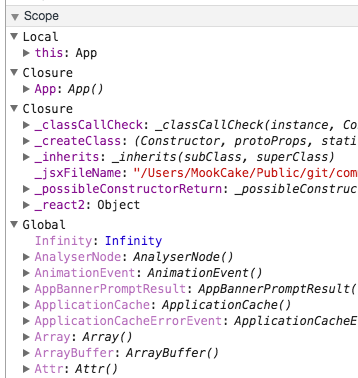 Scope
Local
this: App
Closure
App: App()
Closure
_classCallCheck: _classCallCheck(instance, Co
_createClass: (Constructor, protoProps, stati
_inherits: _inherits(subClass, superClass)
_jsxFileName: "/Users/MookCake/Public/git/com
_possibleConstructorReturn: _possibleConstruc
_react2: Object
Global
Infinity: Infinity
AnalyserNode: AnalyserNode()
AnimationEvent: AnimationEvent()
AppBannerPromptResult: AppBannerPromptResult(
ApplicationCache: ApplicationCache()
ApplicationCacheErrorEvent: ApplicationCacheE
Array: Array()
ArrayBuffer: ArrayBuffer()
Attr: Attr()